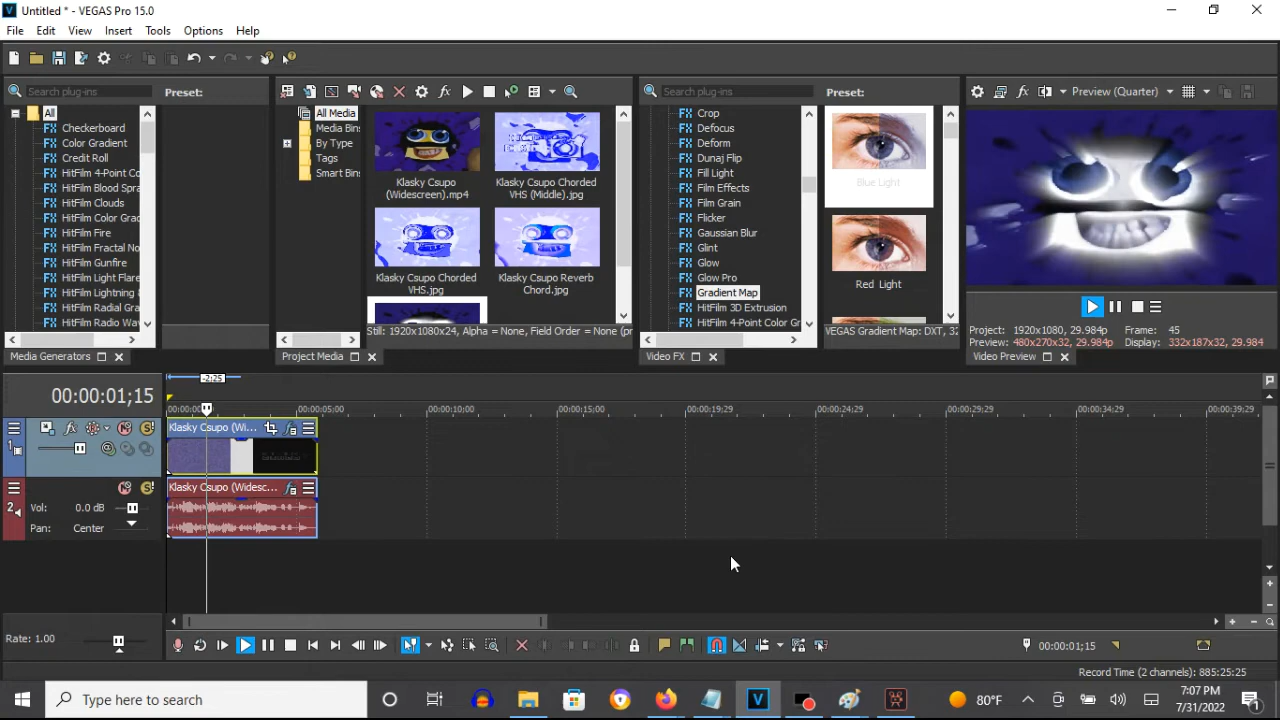 Untitled * - VEGAS Pro 15.0
File Edit View Insert Tools Options Help
Search plug-ins
Preset:
All
Checkerboard
Color Gradient
Credit Roll
HitFilm 4-Point Co
HitFilm Blood Spra
HitFilm Clouds
HitFilm Color Grad
HitFilm Fire
HitFilm Fractal No
HitFilm Gunfire
HitFilm Light Flare
HitFilm Lightning &
HitFilm Radial Gra
HitFilm Radio Wav
Media Generators
All Media
Media Bins
By Type
Tags
Smart Bins
Klasky Csupo
(Widescreen).mp4
Klasky Csupo Chorded
VHS (Middle).jpg
Klasky Csupo Chorded
VHS.jpg
Klasky Csupo Reverb
Chord.jpg
Still: 1920x1080x24, Alpha = None, Field Order = None (pr
Project Media
Search plug-ins
Preset:
Crop
Defocus
Deform
Dunaj Flip
Fill Light
Film Effects
Film Grain
Flicker
Gaussian Blur
Glint
Glow
Glow Pro
Gradient Map
HitFilm 3D Extrusion
HitFilm 4-Point Color Gr
Blue Light
Red Light
VEGAS Gradient Map: DXT, 32
Video FX
Preview (Quarter)
Project: 1920x1080, 29.984p Frame: 45
Preview: 480x270x32, 29.984p Display: 332x187x32, 29.984
Video Preview
00:00:01;15
-2:25
00:00:05;00
00:00:10;00
00:00:15;00
00:00:19;29
00:00:24;29
00:00:29;29
00:00:34;29
00:00:39;29
1
Klasky Csupo (Wi...
2
Klasky Csupo (Widesc...
Vol: 0.0 dB
Pan: Center
Rate: 1.00
00:00:01;15
Record Time (2 channels): 885:25:25
Type here to search
80°F
7:07 PM
7/31/2022
1